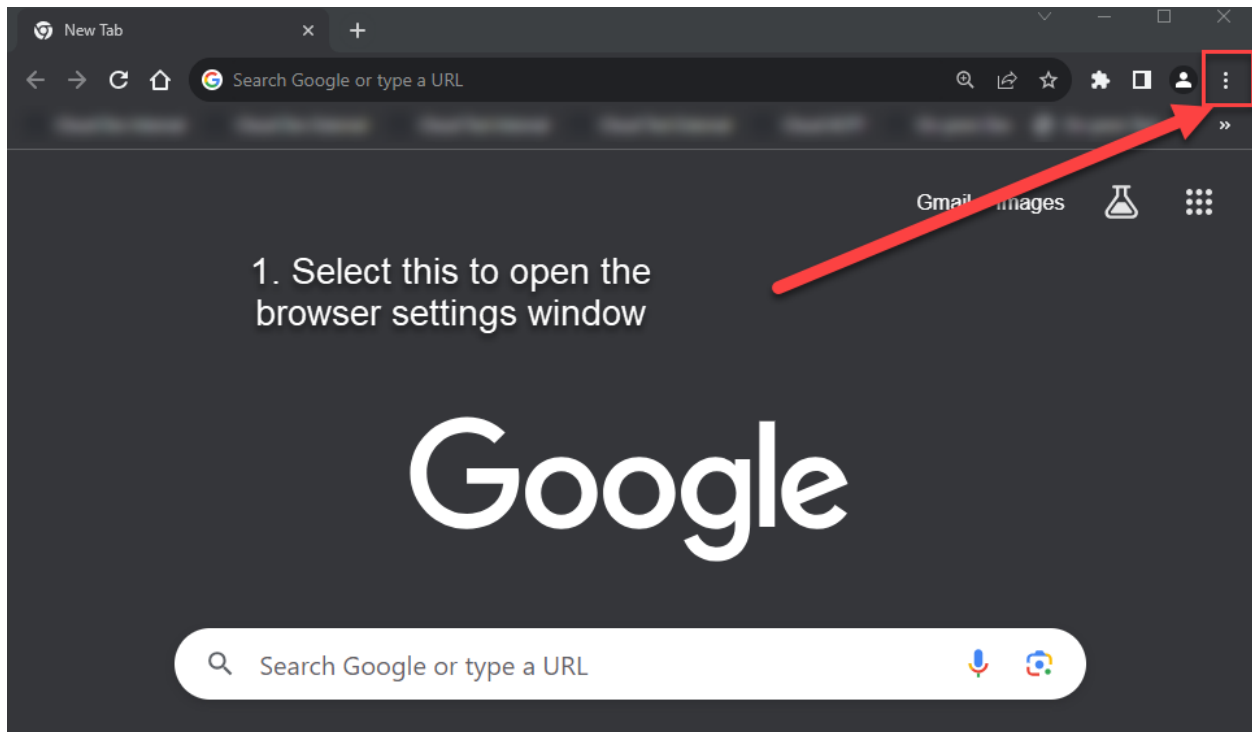 New Tab
Search Google or type a URL
»
Gmail Images
1. Select this to open the
browser settings window
Google
Search Google or type a URL